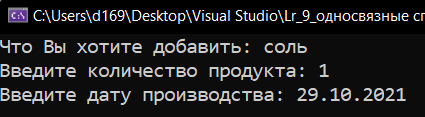 C:\Users\d169\Desktop\Visual Studio\Lr_9_односвязные сп
Что Вы хотите добавить: соль
Введите количество продукта: 1
Введите дату производства: 29.10.2021